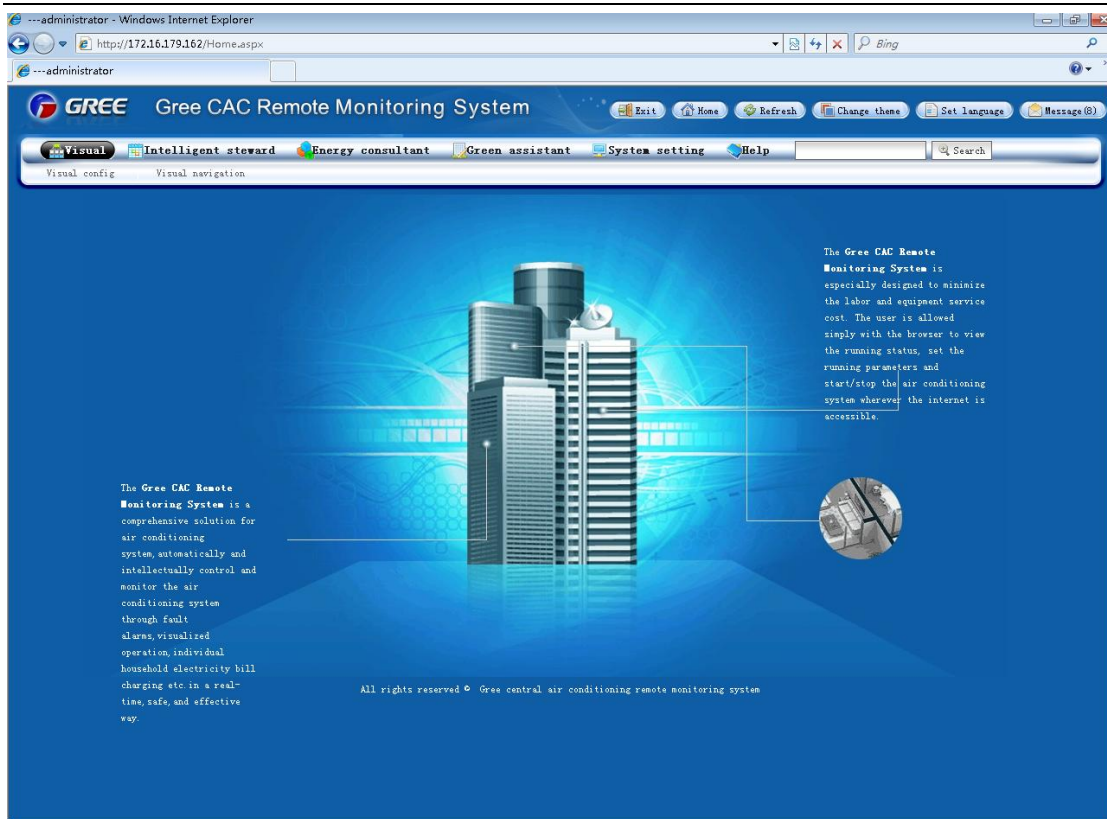 ---administrator - Windows Internet Explorer
http://172.16.179.162/Home.aspx
Bing
---administrator
GREE Gree CAC Remote Monitoring System
Exit Home Refresh Change theme Set language Message(8)
Visual Intelligent steward Energy consultant Green assistant System setting Help Search
Visual config Visual navigation
The Gree CAC Remote
Monitoring System is
especially designed to minimize
the labor and equipment service
cost. The user is allowed
simply with the browser to view
the running status, set the
running parameters and
start/stop the air conditioning
system wherever the internet is
accessible.
The Gree CAC Remote
Monitoring System is a
comprehensive solution for
air conditioning
system,automatically and
intellectually control and
monitor the air
conditioning system
through fault
alarms,visualized
operation,individual
household electricity bill
charging etc.in a real-
time,safe,and effective
way.
All rights reserved © Gree central air conditioning remote monitoring system